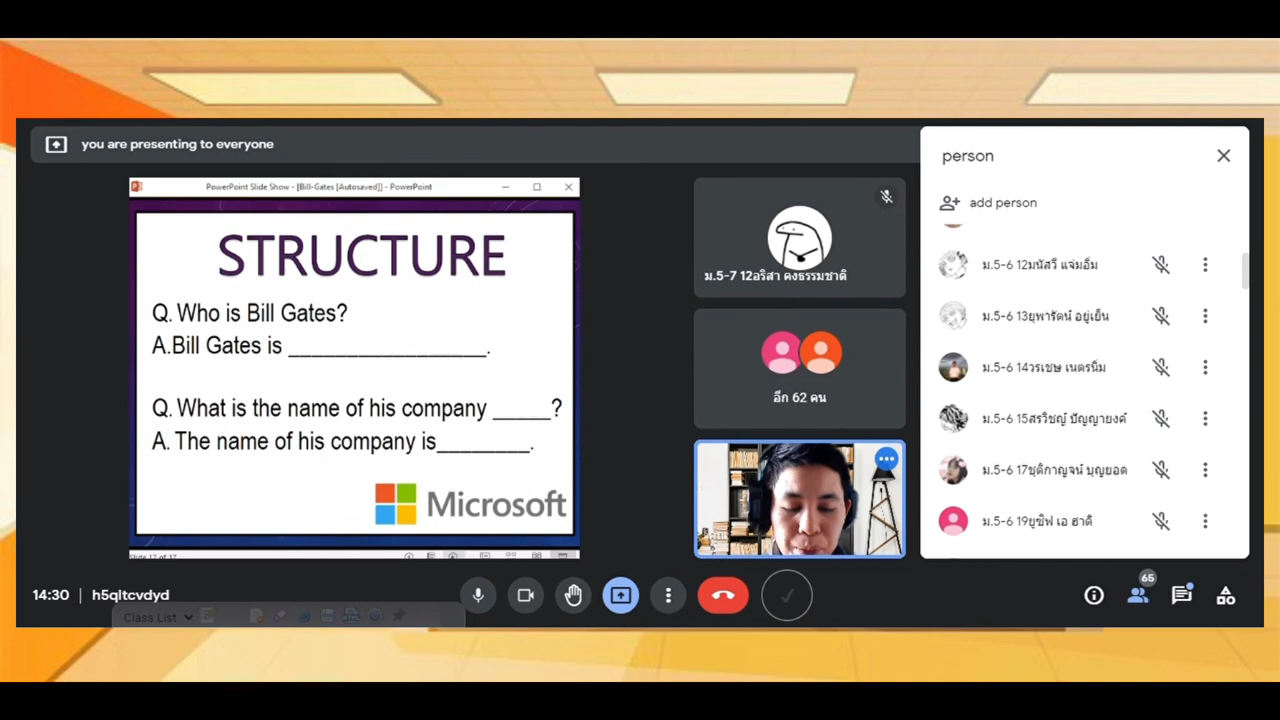 you are presenting to everyone
PowerPoint Slide Show - [Bill-Gates [Autosaved]] - PowerPoint
STRUCTURE
Q. Who is Bill Gates?
A.Bill Gates is _________________.
Q. What is the name of his company _____?
A. The name of his company is________.
Microsoft
Slide 17 of 17
ม.5-7 12อริสา คงธรรมชาติ
อีก 62 คน
person
add person
ม.5-6 12มนัสวี แจ่มอิ่ม
ม.5-6 13ยุพารัตน์ อยู่เย็น
ม.5-6 14วรเชษ เนตรนิ่ม
ม.5-6 15สรวิชญ์ ปัญญายงค์
ม.5-6 17ชุติกาญจน์ บุญยอด
ม.5-6 19ยูซิฟ เอ ฮาดิ
14:30 | h5qltcvdyd
65
Class List